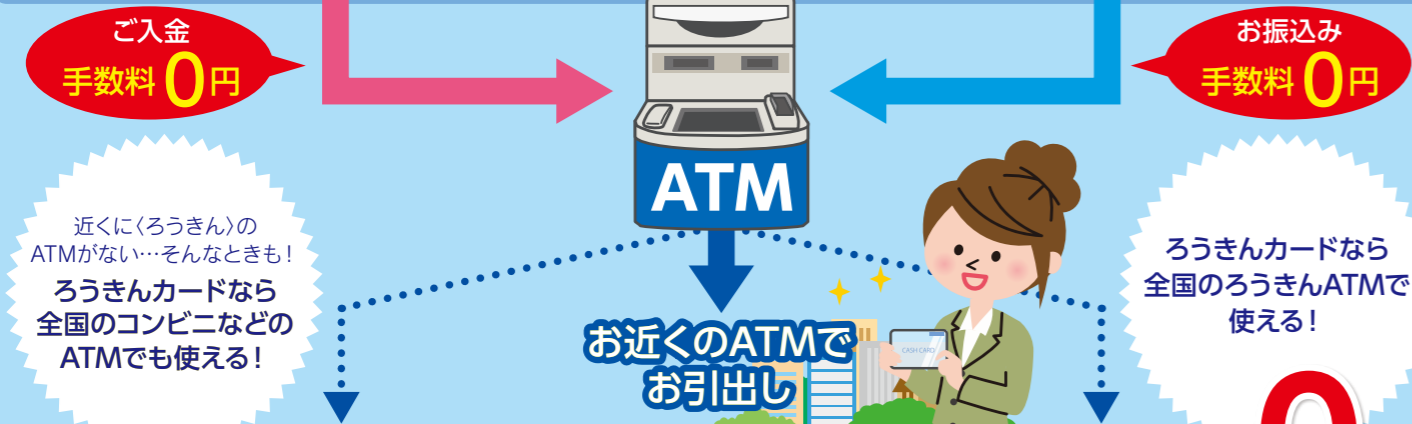 ご入金
手数料0円
お振込み
手数料0円
ATM
近くに〈ろうきん〉の
ATMがない…そんなときも！
ろうきんカードなら
全国のコンビニなどの
ATMでも使える！
お近くのATMで
お引出し
CASH CARD
ろうきんカードなら
全国のろうきんATMで
使える！